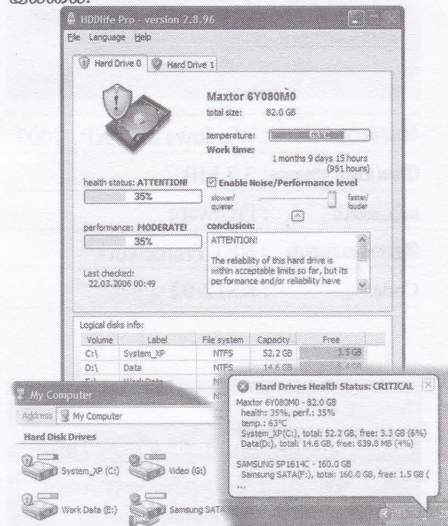 HDDlife Pro - version 2.8.96
File Language Help
Hard Drive 0 Hard Drive 1
Maxtor 6Y080M0
total size: 82.0 GB
temperature: 63°C
Work time:
1 months 9 days 15 hours
(951 hours)
health status: ATTENTION!
35%
Enable Noise/Performance level
slower/ quieter
faster/ louder
performance: MODERATE!
35%
conclusion:
ATTENTION!
The reliability of this hard drive is
within acceptable limits so far, but its
performance and/or reliability have
Last checked:
22.03.2006 00:49
Logical disks info:
Volume Label File system Capacity Free
C:\ System_XP NTFS 52.2 GB 3.5 GB
D:\ Data NTFS 14.6 GB
My Computer
Address My Computer
Hard Disk Drives
System_XP (C:) Video (G:)
Work Data (E:) Samsung SATA
Hard Drives Health Status: CRITICAL
Maxtor 6Y080M0 - 82.0 GB
health: 35%, perf.: 35%
temp.: 63°C
System_XP(C:), total: 52.2 GB, free: 3.3 GB (6%)
Data(D:), total: 14.6 GB, free: 639.8 MB (4%)
SAMSUNG SP1614C - 160.0 GB
Samsung SATA(F:), total: 160.0 GB, free: 1.5 GB (
...